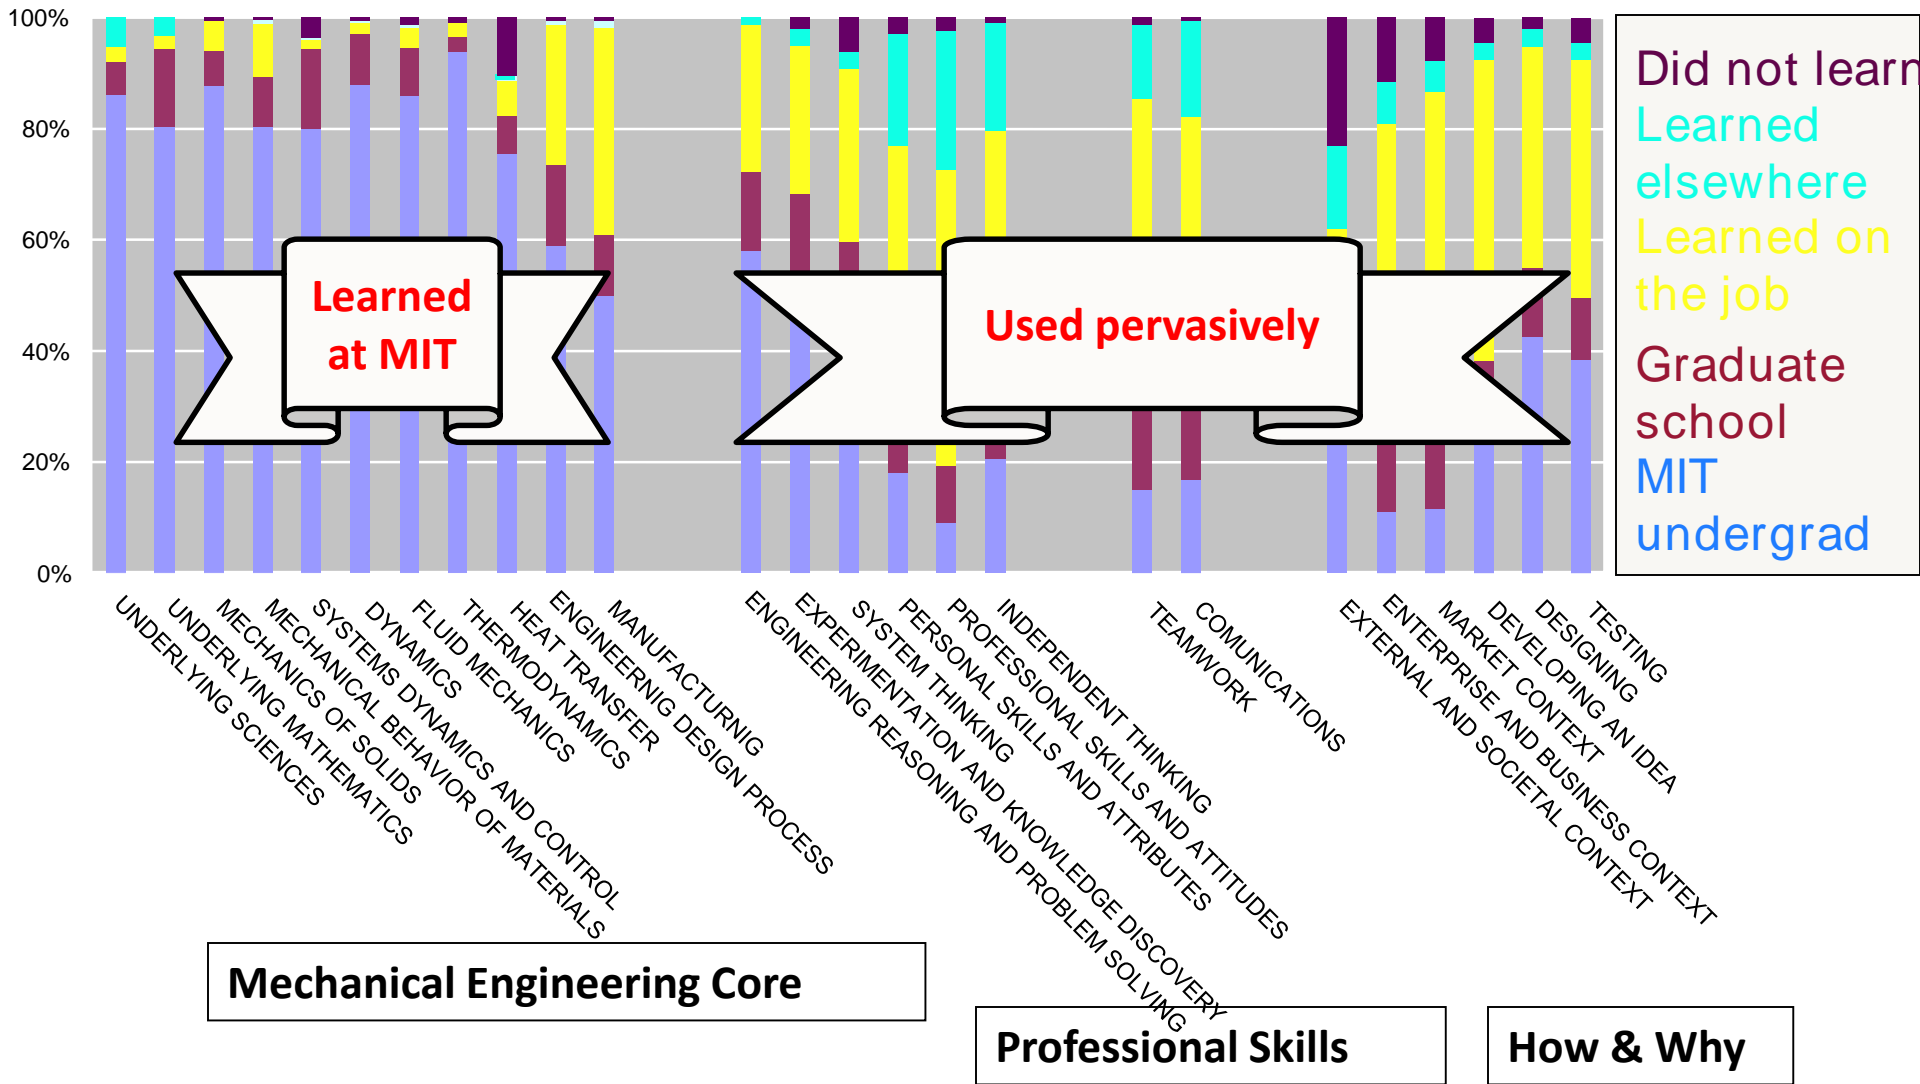 100%
80%
60%
40%
20%
0%
Did not learn
Learned
elsewhere
Learned on
the job
Graduate
school
MIT
undergrad
Learned
at MIT
Used pervasively
UNDERLYING SCIENCES
UNDERLYING MATHEMATICS
MECHANICS OF SOLIDS
MECHANICAL BEHAVIOR OF MATERIALS
SYSTEMS DYNAMICS AND CONTROL
DYNAMICS
FLUID MECHANICS
THERMODYNAMICS
HEAT TRANSFER
ENGINEERNIG DESIGN PROCESS
MANUFACTURNIG
ENGINEERING REASONING AND PROBLEM SOLVING
EXPERIMENTATION AND KNOWLEDGE DISCOVERY
SYSTEM THINKING
PERSONAL SKILLS AND ATTRIBUTES
PROFESSIONAL SKILLS AND ATTITUDES
INDEPENDENT THINKING
TEAMWORK
COMUNICATIONS
EXTERNAL AND SOCIETAL CONTEXT
ENTERPRISE AND BUSINESS CONTEXT
MARKET CONTEXT
DEVELOPING AN IDEA
DESIGNING
TESTING
Mechanical Engineering Core
Professional Skills
How & Why